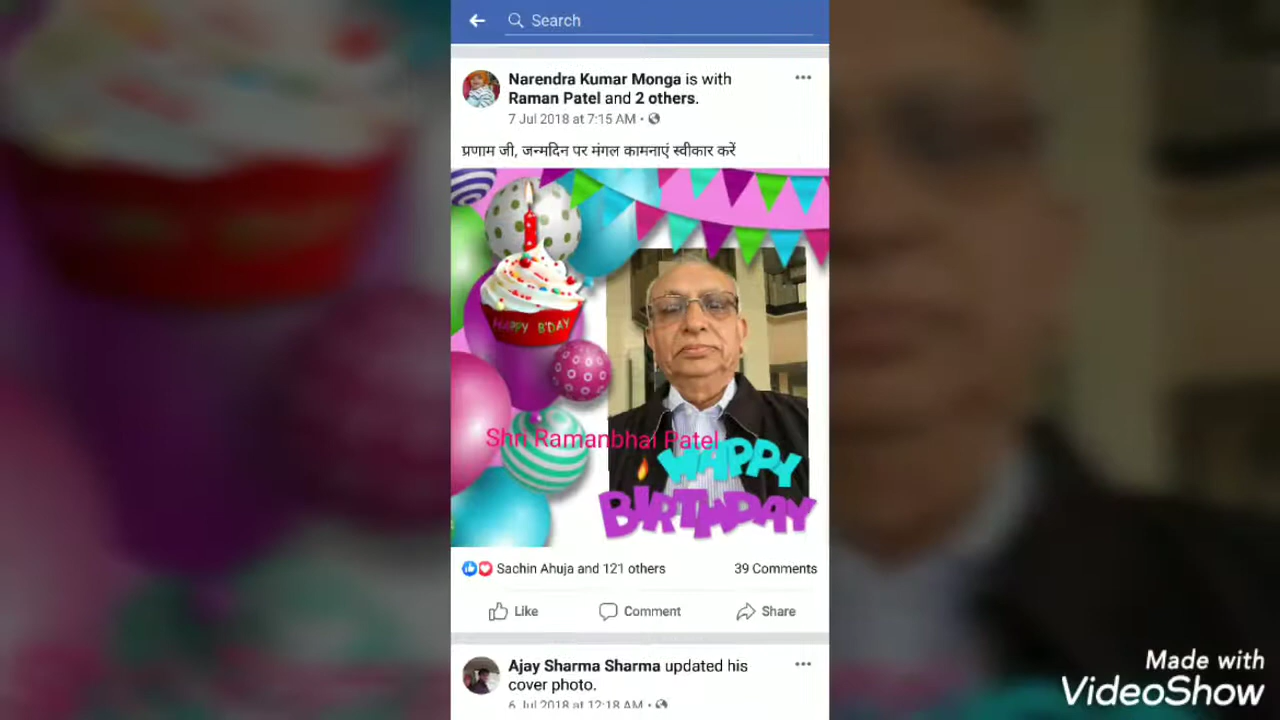 Search
Narendra Kumar Monga is with
Raman Patel and 2 others.
7 Jul 2018 at 7:15 AM •
प्रणाम जी, जन्मदिन पर मंगल कामनाएं स्वीकार करें
HAPPY B'DAY
Shri Ramanbhai Patel
HAPPY
BIRTHDAY
Sachin Ahuja and 121 others
39 Comments
Like
Comment
Share
Ajay Sharma Sharma updated his
cover photo.
6 Jul 2018 at 12:18 AM •
Made with
VideoShow